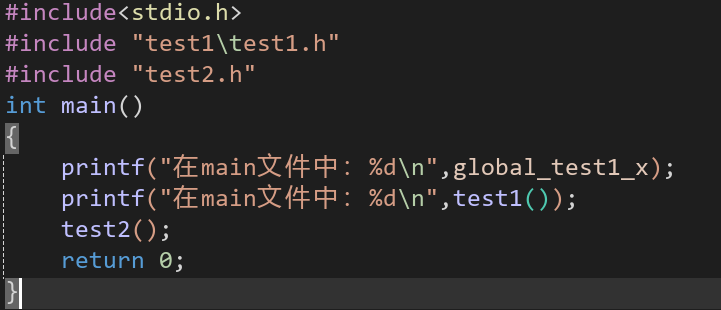 #include<stdio.h>
#include "test1\test1.h"
#include "test2.h"
int main()
{
    printf("在main文件中：%d\n",global_test1_x);
    printf("在main文件中：%d\n",test1());
    test2();
    return 0;
}